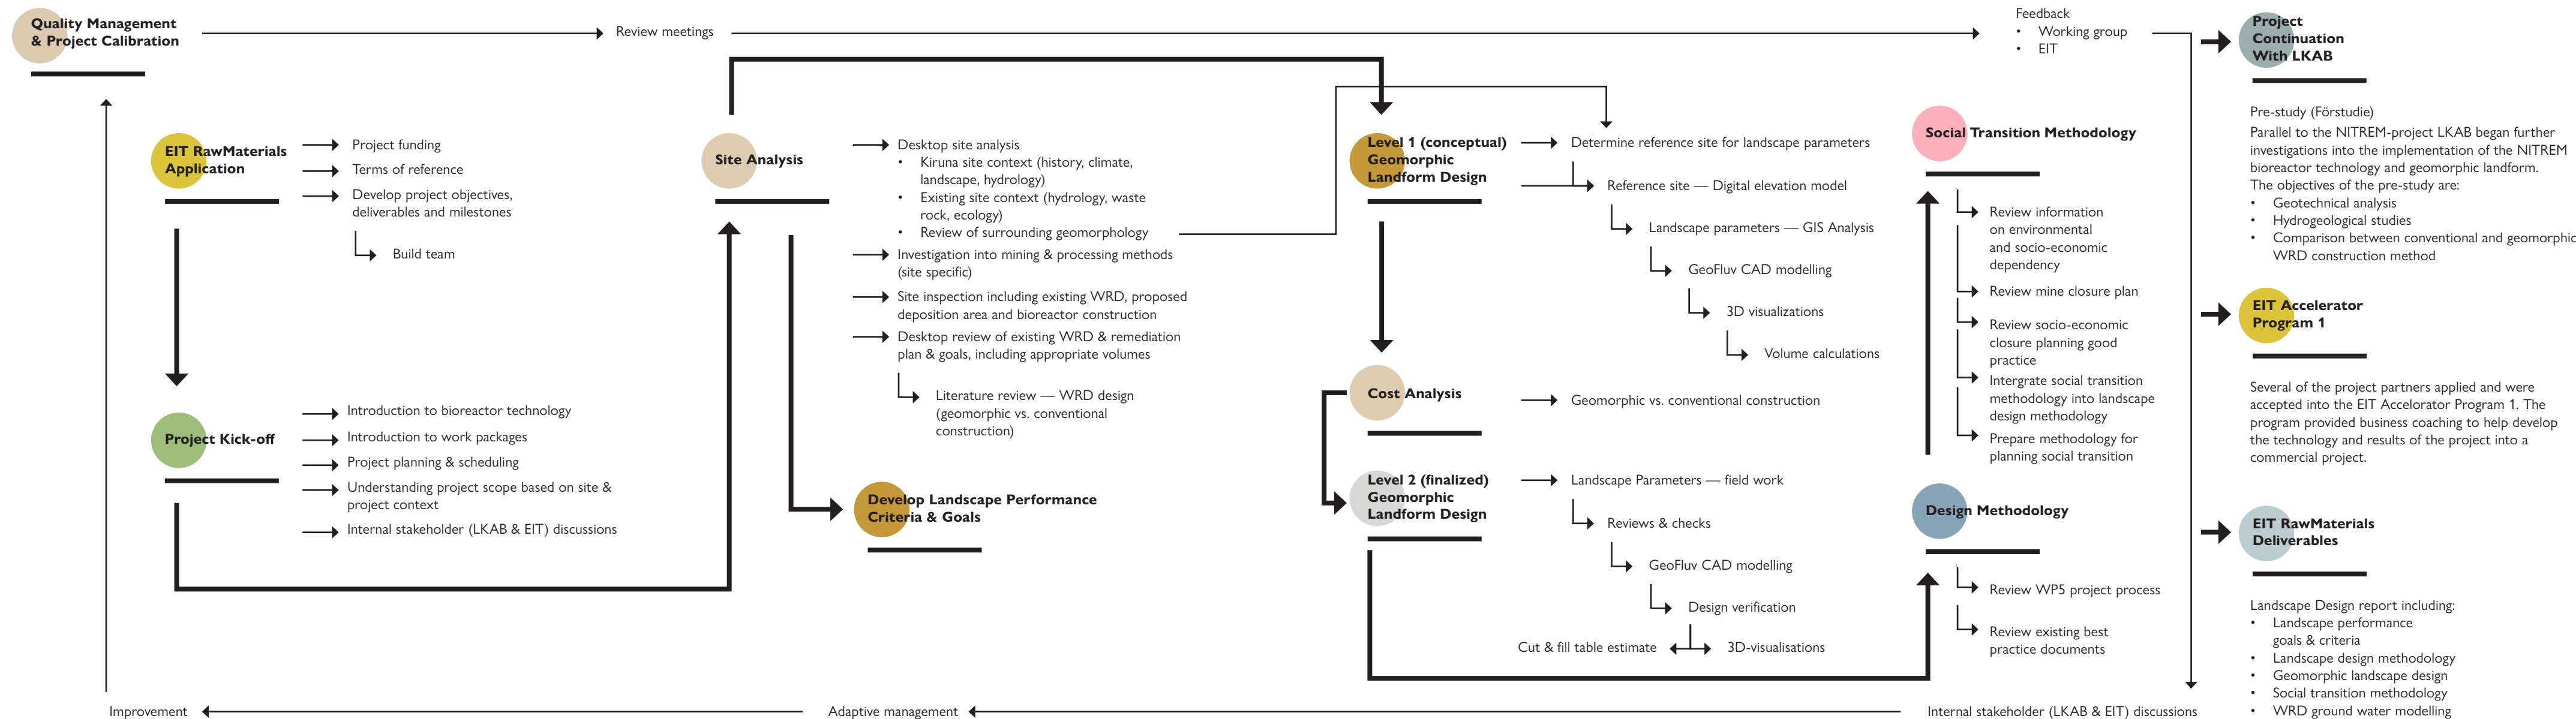 Quality Management
& Project Calibration
Review meetings
Feedback
• Working group
• EIT
EIT RawMaterials
Application
Project funding
Terms of reference
Develop project objectives,
deliverables and milestones
Build team
Project Kick-off
Introduction to bioreactor technology
Introduction to work packages
Project planning & scheduling
Understanding project scope based on site &
project context
Internal stakeholder (LKAB & EIT) discussions
Site Analysis
Desktop site analysis
• Kiruna site context (history, climate,
landscape, hydrology)
• Existing site context (hydrology, waste
rock, ecology)
• Review of surrounding geomorphology
Investigation into mining & processing methods
(site specific)
Site inspection including existing WRD, proposed
deposition area and bioreactor construction
Desktop review of existing WRD & remediation
plan & goals, including appropriate volumes
Literature review — WRD design
(geomorphic vs. conventional
construction)
Develop Landscape Performance
Criteria & Goals
Level 1 (conceptual)
Geomorphic
Landform Design
Determine reference site for landscape parameters
Reference site — Digital elevation model
Landscape parameters — GIS Analysis
GeoFluv CAD modelling
3D visualizations
Volume calculations
Cost Analysis
Geomorphic vs. conventional construction
Level 2 (finalized)
Geomorphic
Landform Design
Landscape Parameters — field work
Reviews & checks
GeoFluv CAD modelling
Design verification
Cut & fill table estimate
3D-visualisations
Social Transition Methodology
Review information
on environmental
and socio-economic
dependency
Review mine closure plan
Review socio-economic
closure planning good
practice
Intergrate social transition
methodology into landscape
design methodology
Prepare methodology for
planning social transition
Design Methodology
Review WP5 project process
Review existing best
practice documents
Project
Continuation
With LKAB
Pre-study (Förstudie)
Parallel to the NITREM-project LKAB began further
investigations into the implementation of the NITREM
bioreactor technology and geomorphic landform.
The objectives of the pre-study are:
• Geotechnical analysis
• Hydrogeological studies
• Comparison between conventional and geomorphic
WRD construction method
EIT Accelerator
Program 1
Several of the project partners applied and were
accepted into the EIT Accelerator Program 1. The
program provided business coaching to help develop
the technology and results of the project into a
commercial project.
EIT RawMaterials
Deliverables
Landscape Design report including:
• Landscape performance
goals & criteria
• Landscape design methodology
• Geomorphic landscape design
• Social transition methodology
• WRD ground water modelling
Improvement
Adaptive management
Internal stakeholder (LKAB & EIT) discussions